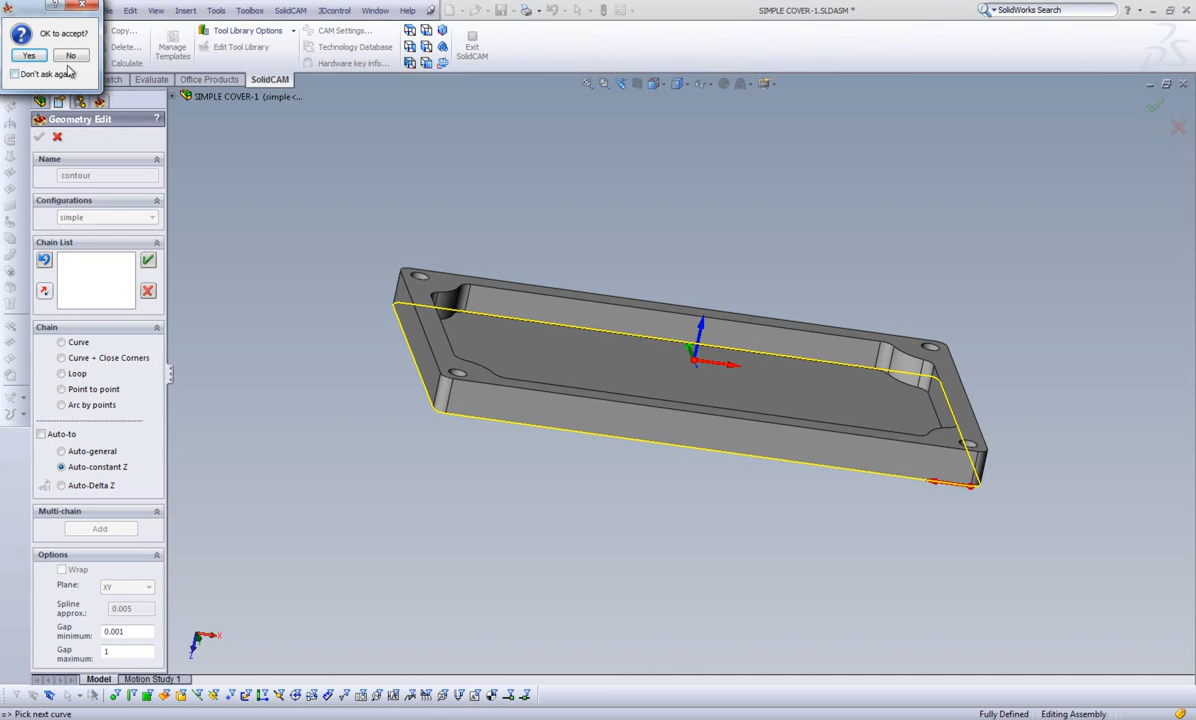 OK to accept?
Yes No
Don't ask again
Edit View Insert Tools Toolbox SolidCAM 3Dcontrol Window Help
SIMPLE COVER-1.SLDASM
SolidWorks Search
Copy...
Delete...
Calculate
Manage Templates
Tool Library Options
Edit Tool Library
CAM Settings...
Technology Database
Hardware key info...
Exit SolidCAM
Evaluate Office Products SolidCAM
SIMPLE COVER-1 (simple<...
Geometry Edit ?
Name
contour
Configurations
simple
Chain List
Chain
Curve
Curve + Close Corners
Loop
Point to point
Arc by points
Auto-to
Auto-general
Auto-constant Z
Auto-Delta Z
Multi-chain
Add
Options
Wrap
Plane: XY
Spline approx.: 0.005
Gap minimum: 0.001
Gap maximum: 1
X
Z
Model Motion Study 1
=> Pick next curve
Fully Defined Editing Assembly